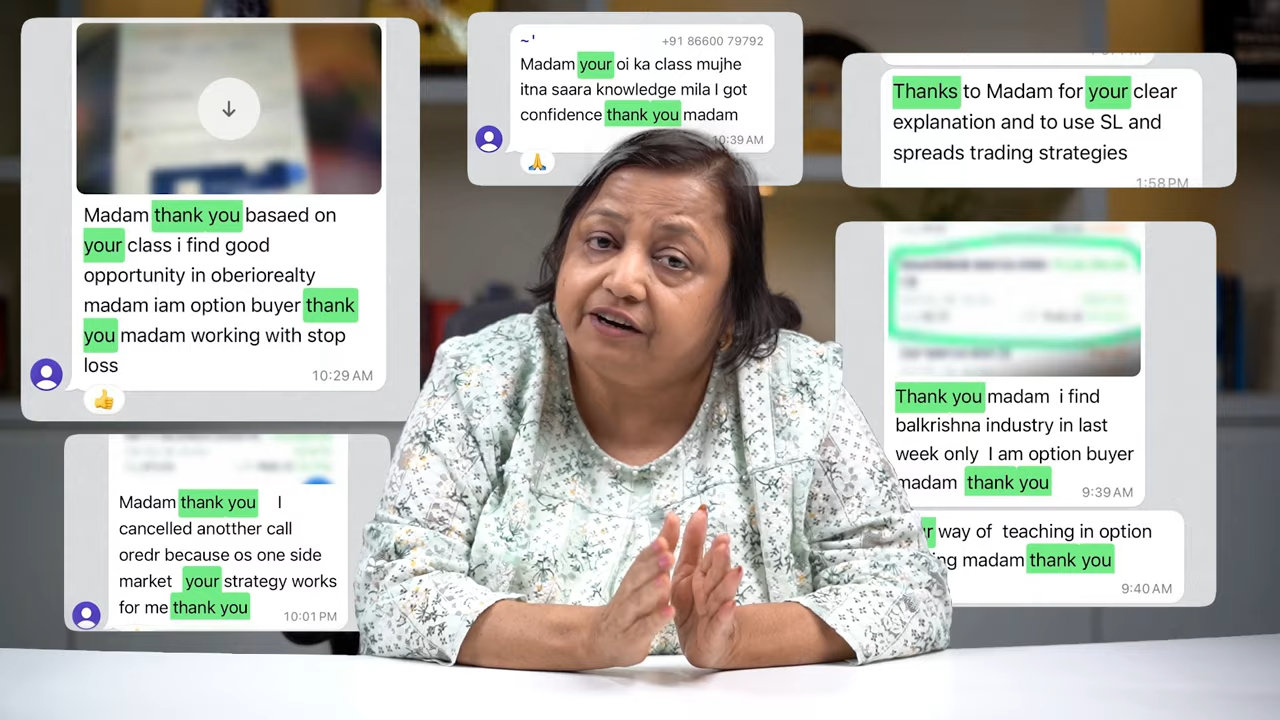 Madam thank you basaed on
your class i find good
opportunity in oberiorealty
madam iam option buyer thank
you madam working with stop
loss
10:29 AM
Madam thank you I
cancelled anotther call
oredr because os one side
market your strategy works
for me thank you
10:01 PM
~'
+91 86600 79792
Madam your oi ka class mujhe
itna saara knowledge mila I got
confidence thank you madam
10:39 AM
Thanks to Madam for your clear
explanation and to use SL and
spreads trading strategies
1:58 PM
Thank you madam i find
balkrishna industry in last
week only I am option buyer
madam thank you
9:39 AM
way of teaching in option
madam thank you
9:40 AM